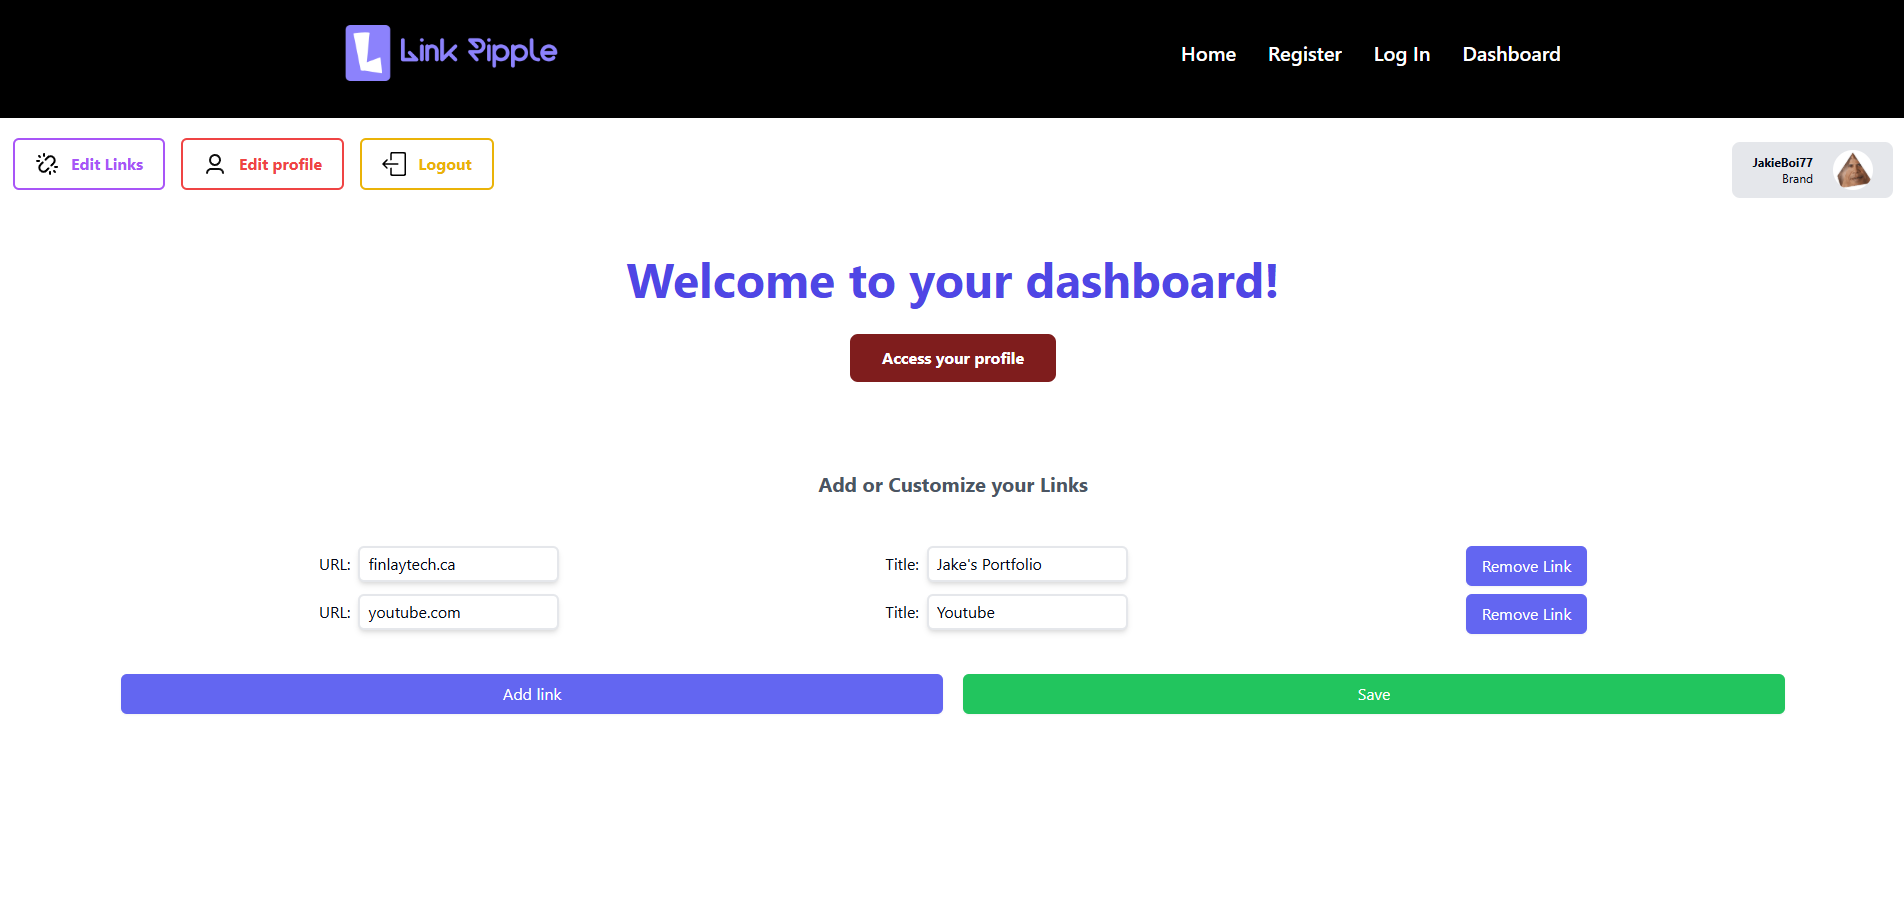 Link Ripple
Home Register Log In Dashboard
Edit Links Edit profile Logout
JakieBoi77
Brand
Welcome to your dashboard!
Access your profile
Add or Customize your Links
URL: finlaytech.ca Title: Jake's Portfolio Remove Link
URL: youtube.com Title: Youtube Remove Link
Add link Save